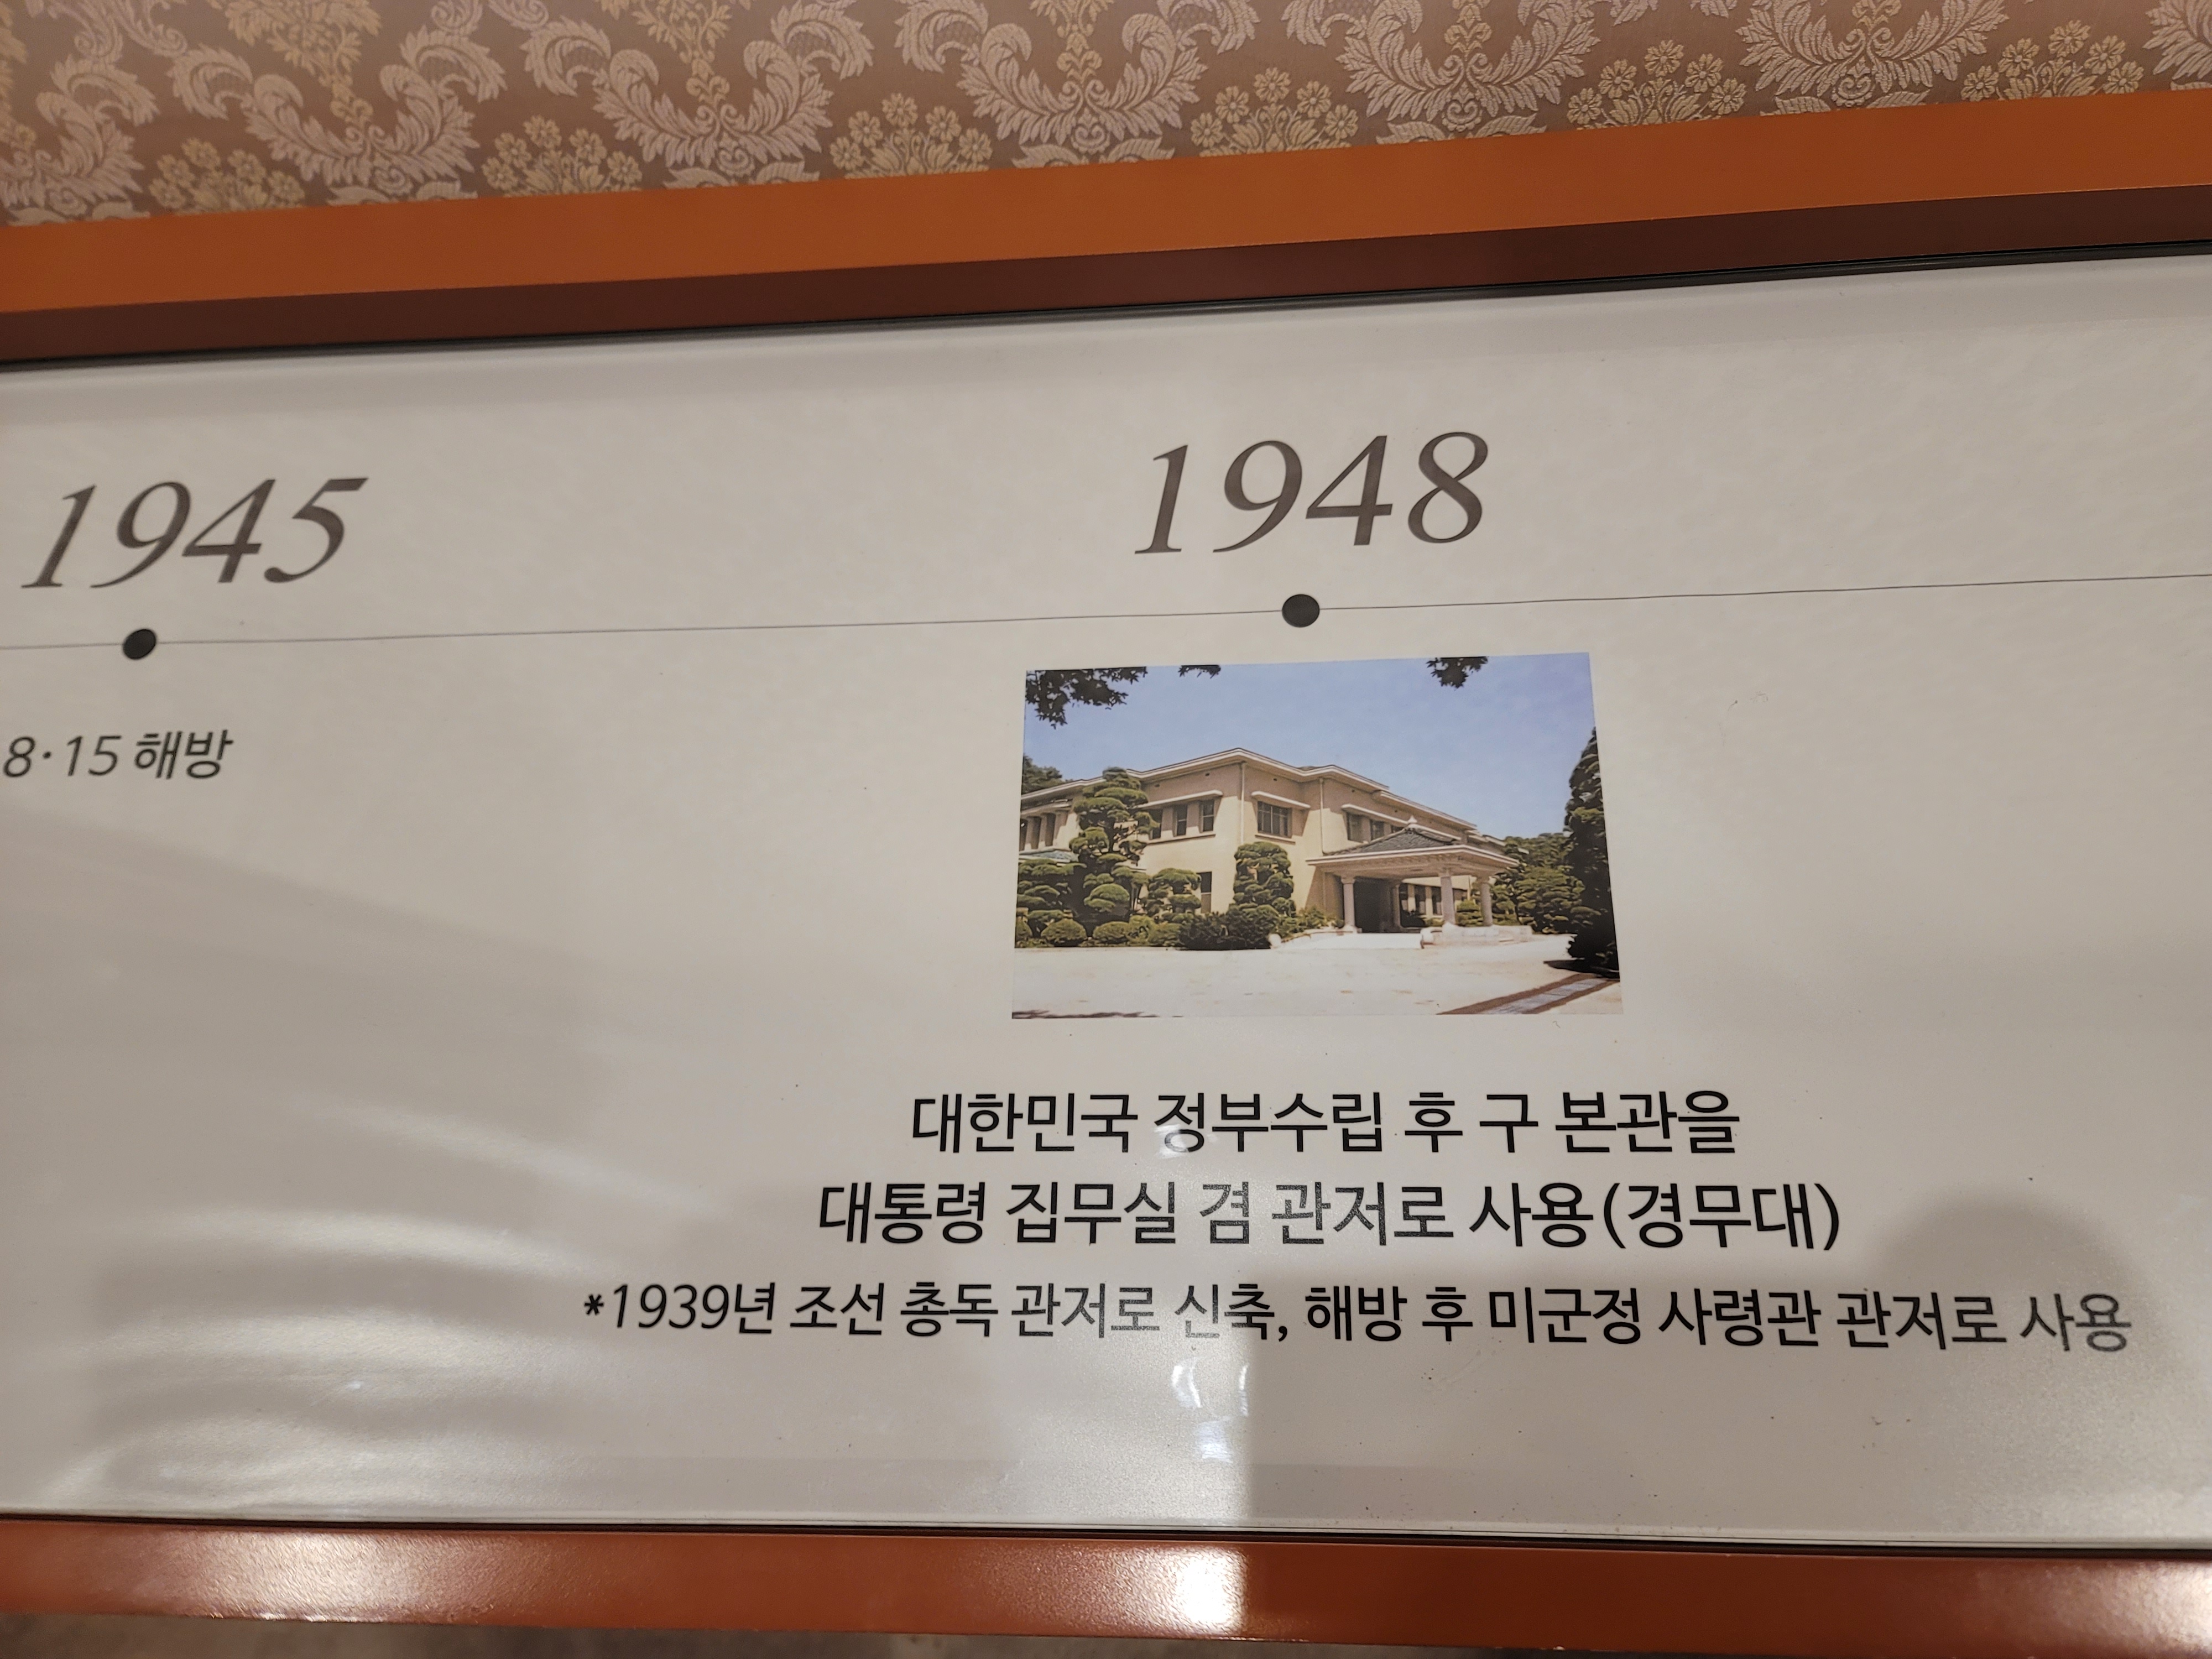 1945
8·15 해방
1948
대한민국 정부수립 후 구 본관을
대통령 집무실 겸 관저로 사용(경무대)
*1939년 조선 총독 관저로 신축, 해방 후 미군정 사령관 관저로 사용